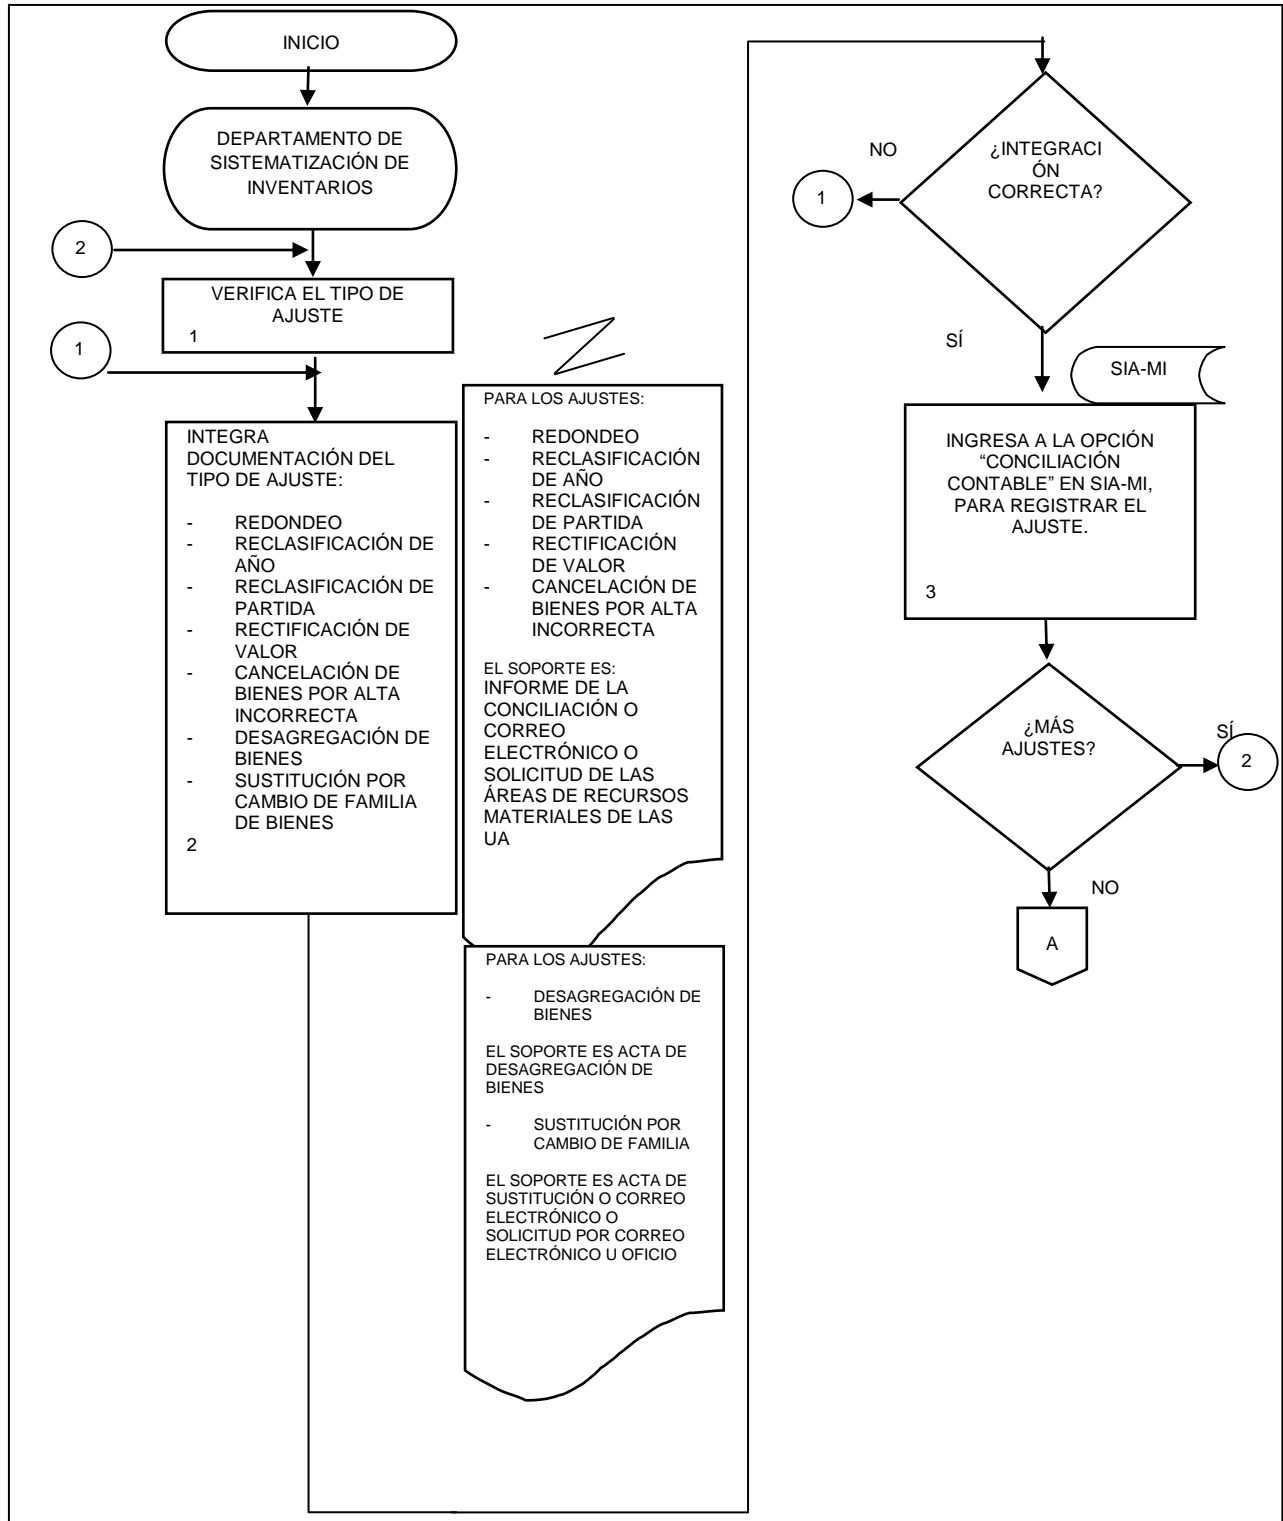 INICIO
DEPARTAMENTO DE
SISTEMATIZACIÓN DE
INVENTARIOS
2
VERIFICA EL TIPO DE
AJUSTE
1
1
INTEGRA
DOCUMENTACIÓN DEL
TIPO DE AJUSTE:
- REDONDEO
- RECLASIFICACIÓN DE
AÑO
- RECLASIFICACIÓN DE
PARTIDA
- RECTIFICACIÓN DE
VALOR
- CANCELACIÓN DE
BIENES POR ALTA
INCORRECTA
- DESAGREGACIÓN DE
BIENES
- SUSTITUCIÓN POR
CAMBIO DE FAMILIA
DE BIENES
2
PARA LOS AJUSTES:
- REDONDEO
- RECLASIFICACIÓN
DE AÑO
- RECLASIFICACIÓN
DE PARTIDA
- RECTIFICACIÓN
DE VALOR
- CANCELACIÓN DE
BIENES POR ALTA
INCORRECTA
EL SOPORTE ES:
INFORME DE LA
CONCILIACIÓN O
CORREO
ELECTRÓNICO O
SOLICITUD DE LAS
ÁREAS DE RECURSOS
MATERIALES DE LAS
UA
PARA LOS AJUSTES:
- DESAGREGACIÓN DE
BIENES
EL SOPORTE ES ACTA DE
DESAGREGACIÓN DE
BIENES
- SUSTITUCIÓN POR
CAMBIO DE FAMILIA
EL SOPORTE ES ACTA DE
SUSTITUCIÓN O CORREO
ELECTRÓNICO O
SOLICITUD POR CORREO
ELECTRÓNICO U OFICIO
¿INTEGRACI
ÓN
CORRECTA?
NO
1
SÍ
SIA-MI
INGRESA A LA OPCIÓN
“CONCILIACIÓN
CONTABLE” EN SIA-MI,
PARA REGISTRAR EL
AJUSTE.
3
¿MÁS
AJUSTES?
SÍ
2
NO
A